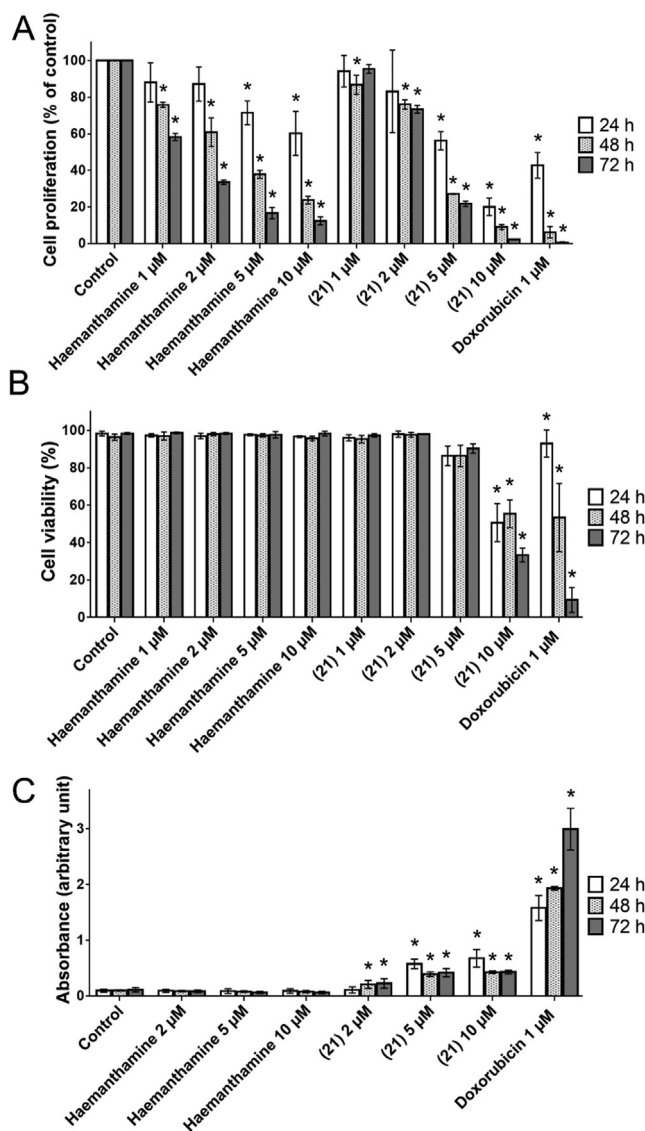 A
Cell proliferation (% of control)
100
80
60
40
20
0
* * * * * * * * * * * * * * * * * * * * * *
24 h
48 h
72 h
Control
Haemanthamine 1 µM
Haemanthamine 2 µM
Haemanthamine 5 µM
Haemanthamine 10 µM
(21) 1 µM
(21) 2 µM
(21) 5 µM
(21) 10 µM
Doxorubicin 1 µM
B
Cell viability (%)
100
80
60
40
20
0
* * * * * *
24 h
48 h
72 h
Control
Haemanthamine 1 µM
Haemanthamine 2 µM
Haemanthamine 5 µM
Haemanthamine 10 µM
(21) 1 µM
(21) 2 µM
(21) 5 µM
(21) 10 µM
Doxorubicin 1 µM
C
Absorbance (arbitrary unit)
3
2
1
0
* * * * * * * * * * *
24 h
48 h
72 h
Control
Haemanthamine 2 µM
Haemanthamine 5 µM
Haemanthamine 10 µM
(21) 2 µM
(21) 5 µM
(21) 10 µM
Doxorubicin 1 µM